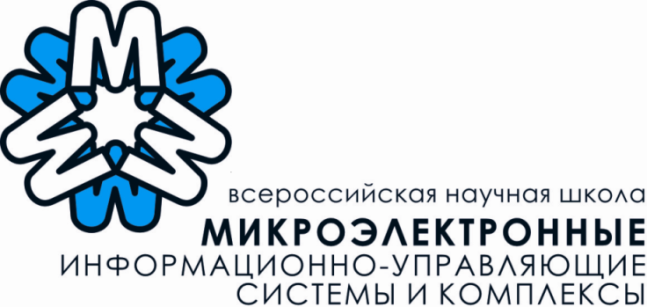 М М М
всероссийская научная школа
МИКРОЭЛЕКТРОННЫЕ
ИНФОРМАЦИОННО-УПРАВЛЯЮЩИЕ
СИСТЕМЫ И КОМПЛЕКСЫ